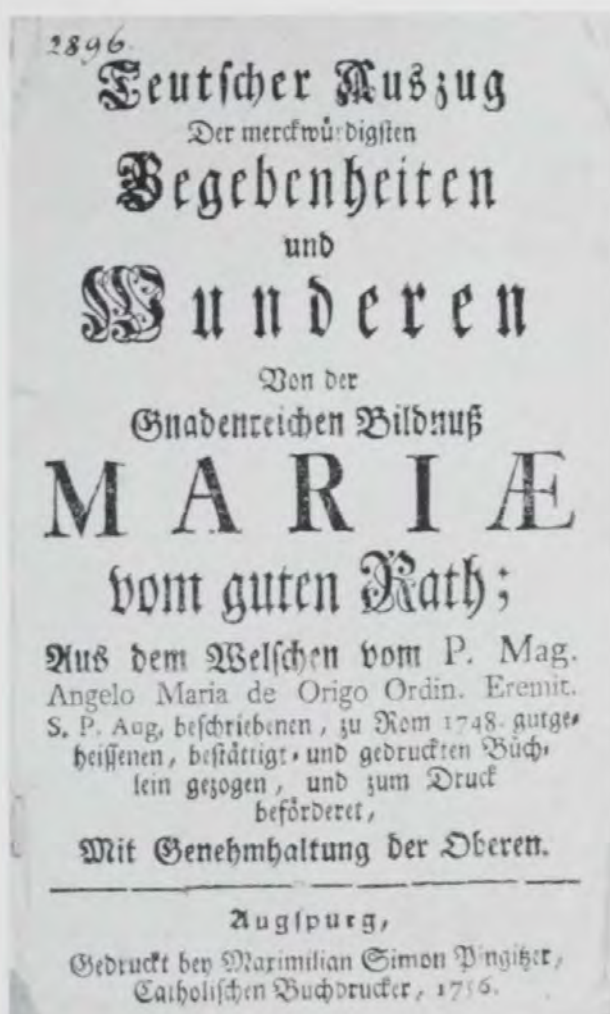 2896.
Teutscher Auszug
Der merckwürdigsten
Begebenheiten
und
Wunderen
Von der
Gnadenreichen Bildnuß
MARIÆ
vom guten Rath;
Aus dem Welschen vom P. Mag.
Angelo Maria de Origo Ordin. Eremit.
S. P. Aug. beschriebenen, zu Rom 1748. gutge-
heissenen, bestättigt- und gedruckten Büch-
lein gezogen, und zum Druck
beförderet,
Mit Genehmhaltung der Oberen.
Augspurg,
Gedruckt bey Maximilian Simon Pingitzer,
Catholischen Buchdrucker, 1756.